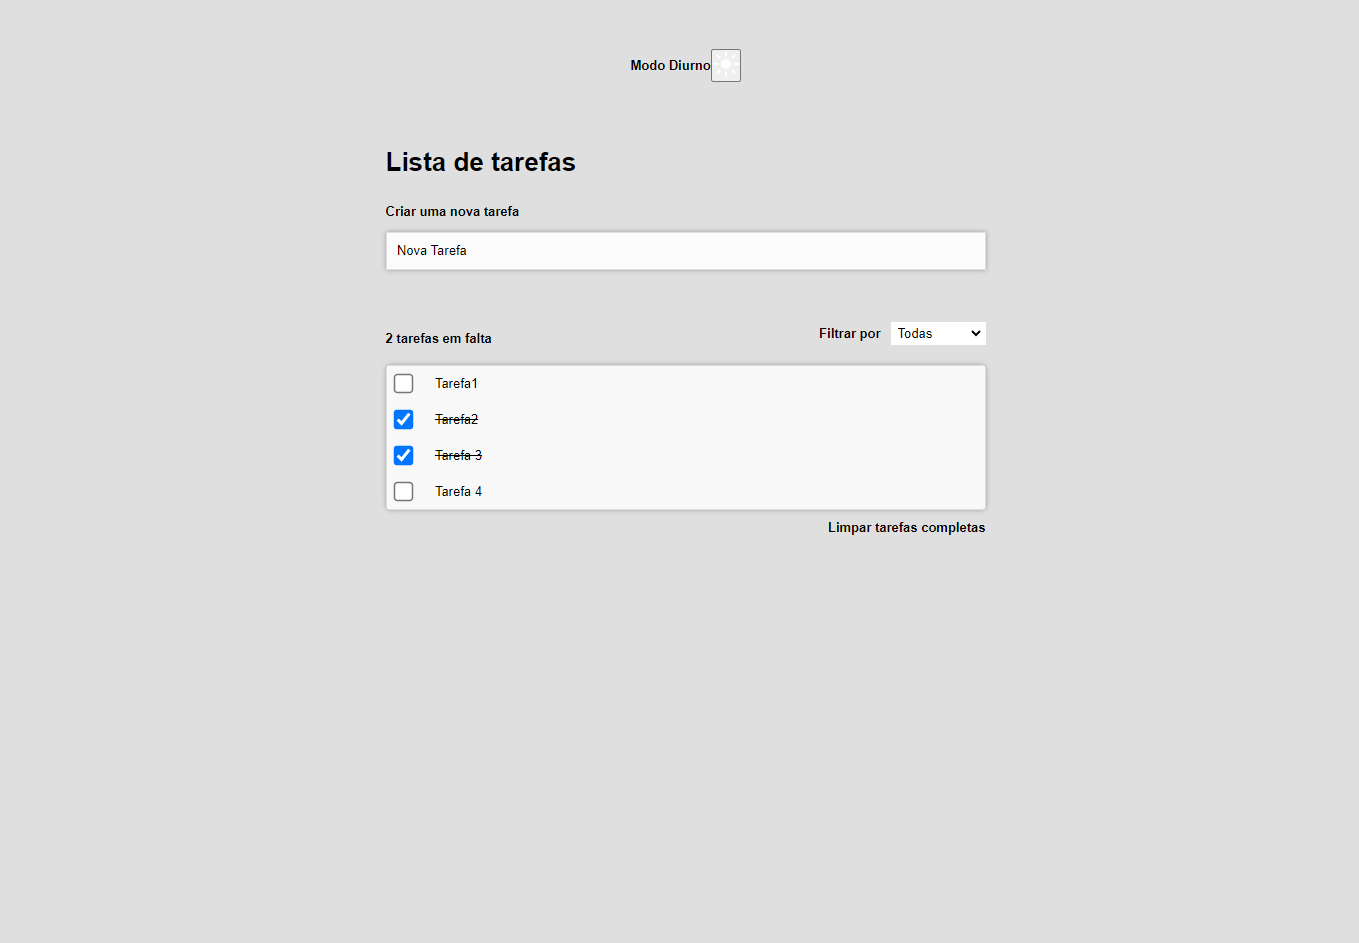 Modo Diurno
Lista de tarefas
Criar uma nova tarefa
Nova Tarefa
2 tarefas em falta
Filtrar por Todas
Tarefa1
Tarefa2
Tarefa 3
Tarefa 4
Limpar tarefas completas